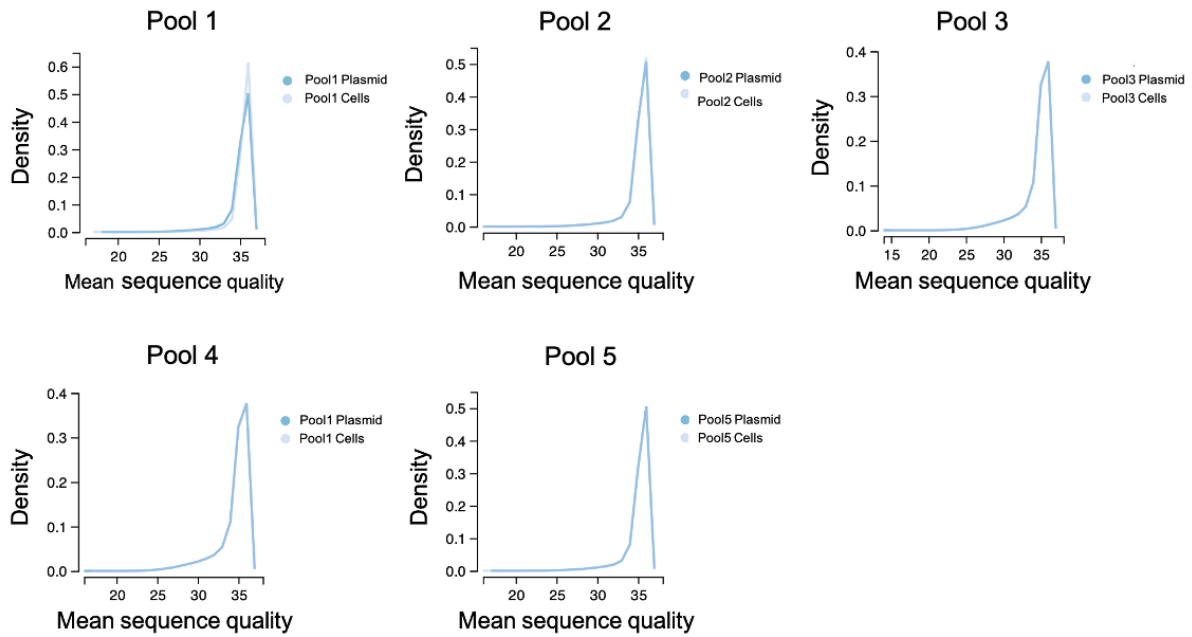 Pool 1
Pool 2
Pool 3
0.6
0.5
0.4
0.3
0.2
0.1
0.0
Density
20
25
30
35
Mean sequence quality
Pool1 Plasmid
Pool1 Cells
0.5
0.4
0.3
0.2
0.1
0.0
Density
20
25
30
35
Mean sequence quality
Pool2 Plasmid
Pool2 Cells
0.4
0.3
0.2
0.1
0.0
Density
15
20
25
30
35
Mean sequence quality
Pool3 Plasmid
Pool3 Cells
Pool 4
Pool 5
0.4
0.3
0.2
0.1
0.0
Density
20
25
30
35
Mean sequence quality
Pool1 Plasmid
Pool1 Cells
0.5
0.4
0.3
0.2
0.1
0.0
Density
20
25
30
35
Mean sequence quality
Pool5 Plasmid
Pool5 Cells